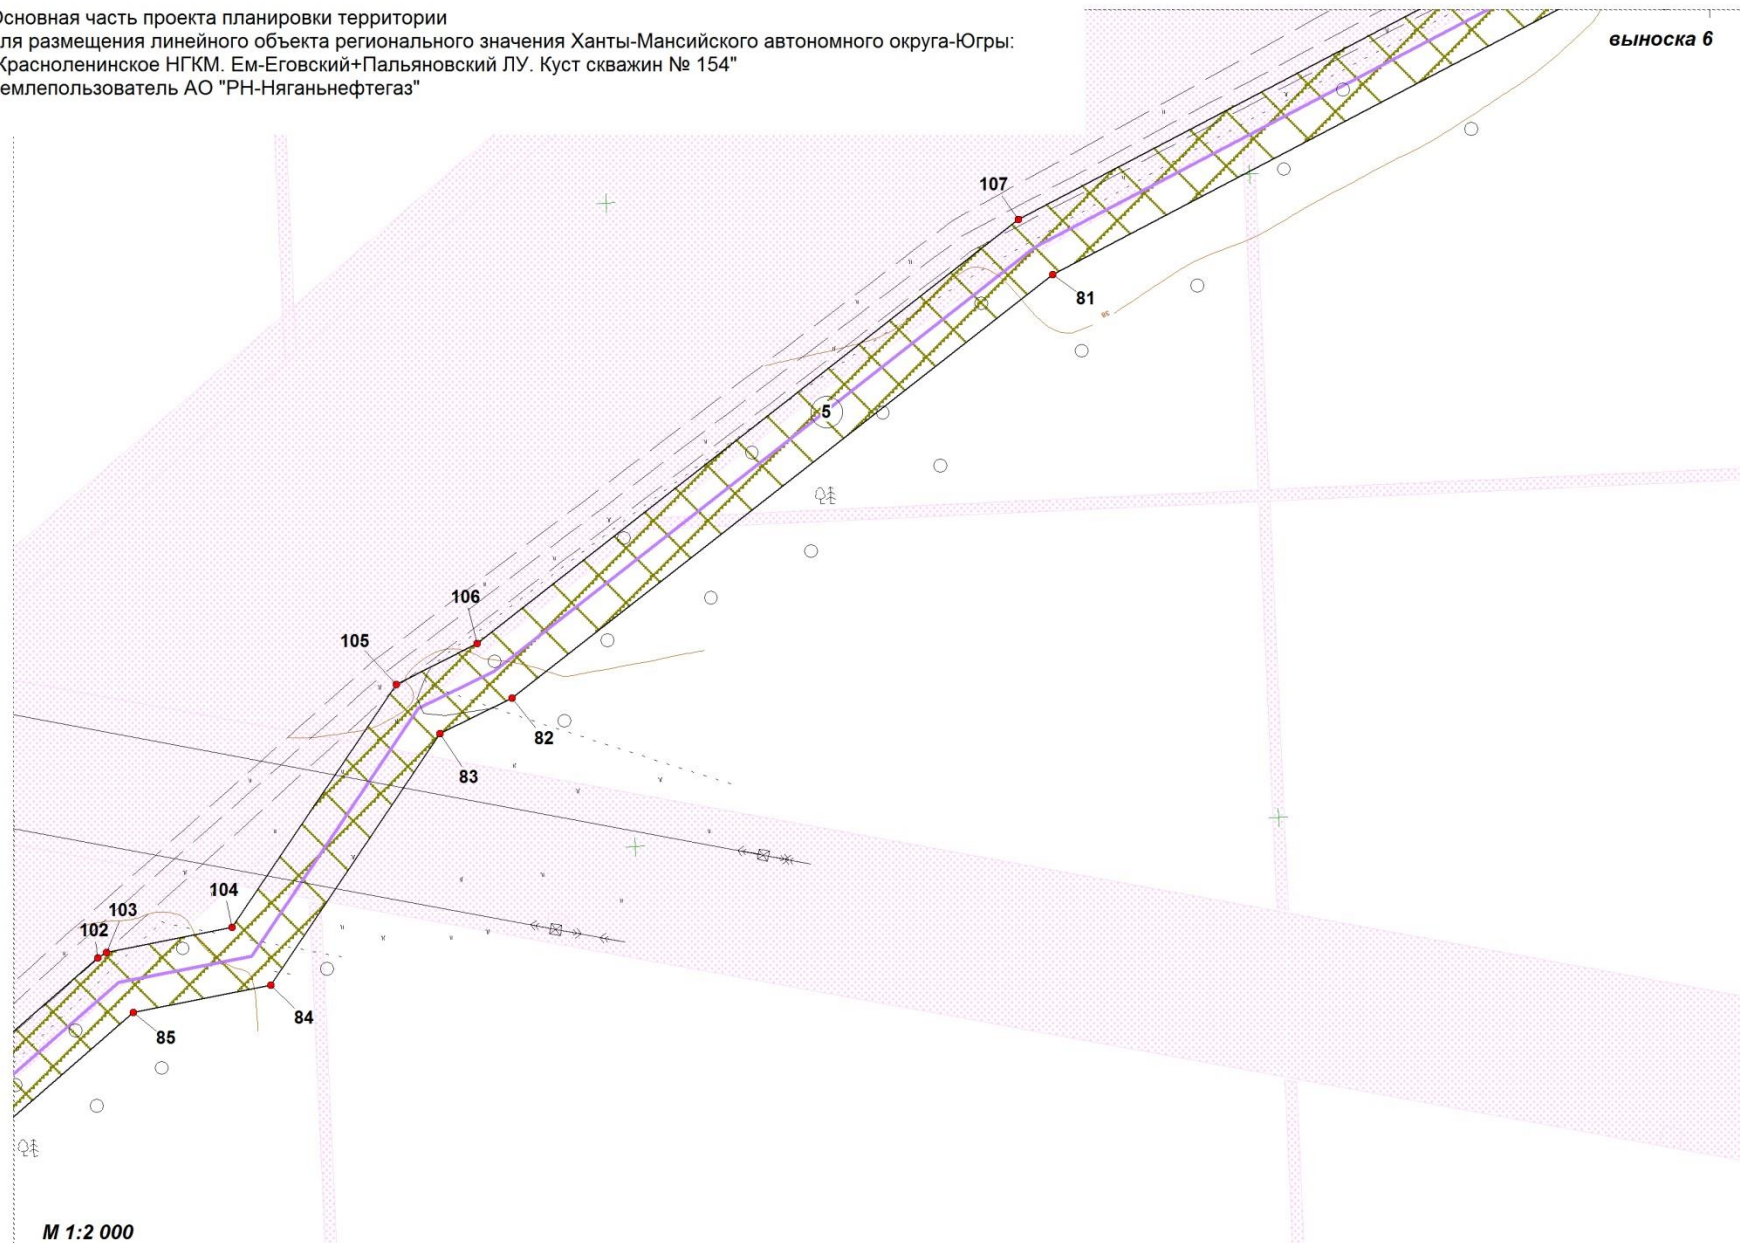 Основная часть проекта планировки территории
ля размещения линейного объекта регионального значения Ханты-Мансийского автономного округа-Югры:
Красноленинское НГКМ. Ем-Еговский+Пальяновский ЛУ. Куст скважин № 154"
емлепользователь АО "РН-Няганьнефтегаз"
выноска 6
107
81
5
106
105
82
83
104
103
102
84
85
М 1:2 000